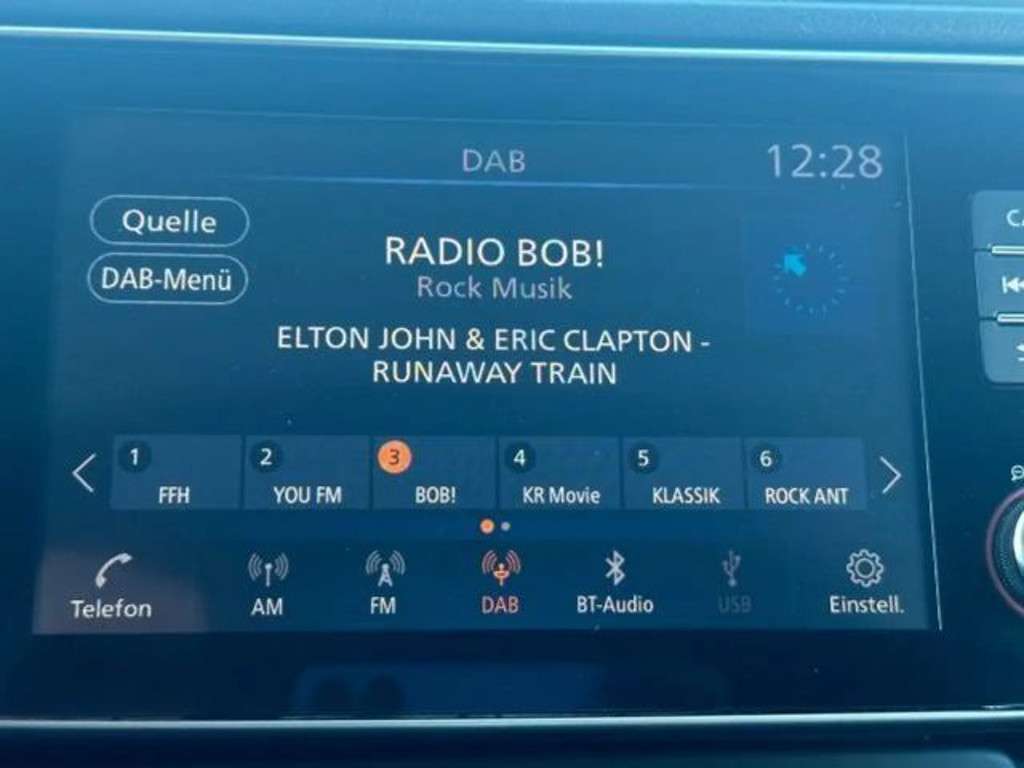 DAB
12:28
Quelle
DAB-Menü
RADIO BOB!
Rock Musik
ELTON JOHN & ERIC CLAPTON -
RUNAWAY TRAIN
1
FFH
2
YOU FM
3
BOB!
4
KR Movie
5
KLASSIK
6
ROCK ANT
Telefon
AM
FM
DAB
BT-Audio
USB
Einstell.